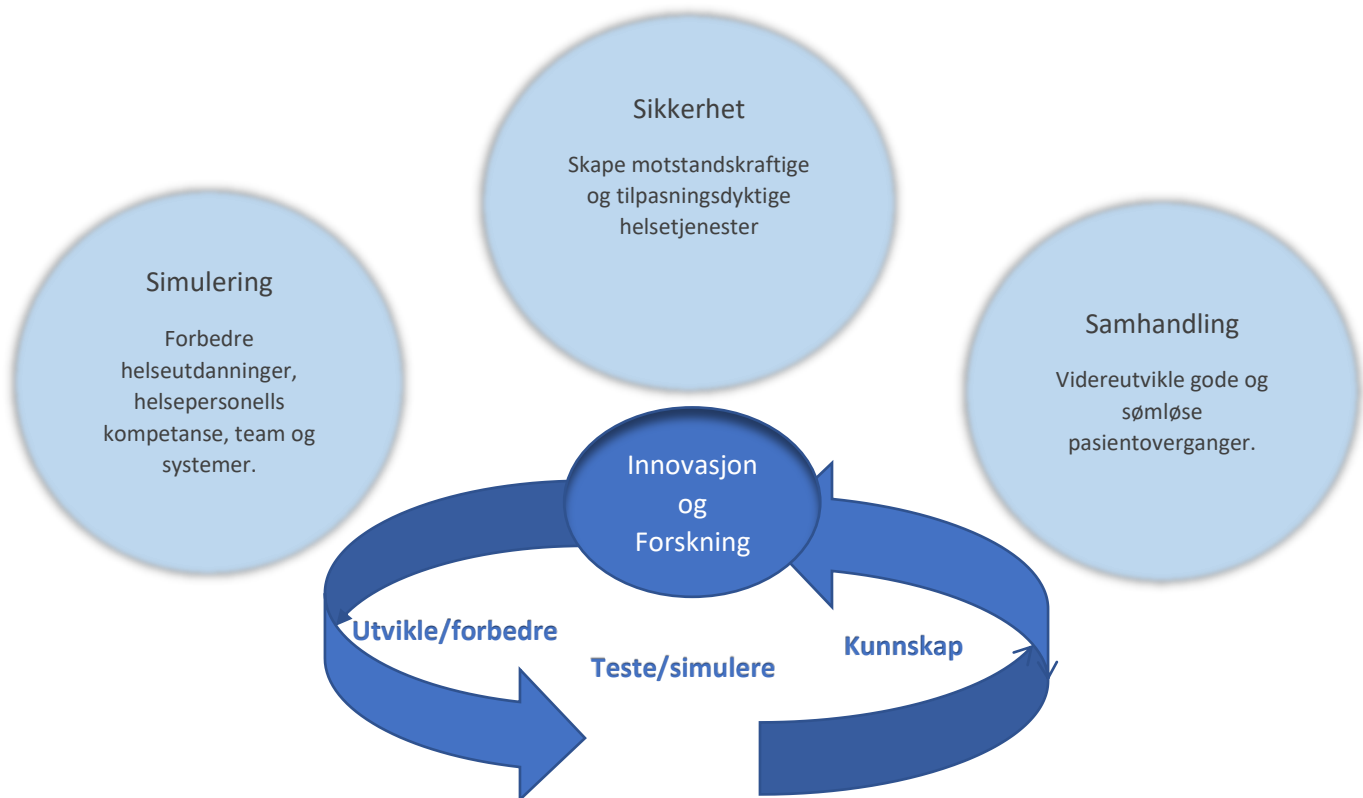 Sikkerhet
Skape motstandskraftige
og tilpasningsdyktige
helsetjenester
Simulering
Forbedre
helseutdanninger,
helsepersonells
kompetanse, team og
systemer.
Samhandling
Videreutvikle gode og
sømløse
pasientoverganger.
Innovasjon
og
Forskning
Utvikle/forbedre
Teste/simulere
Kunnskap